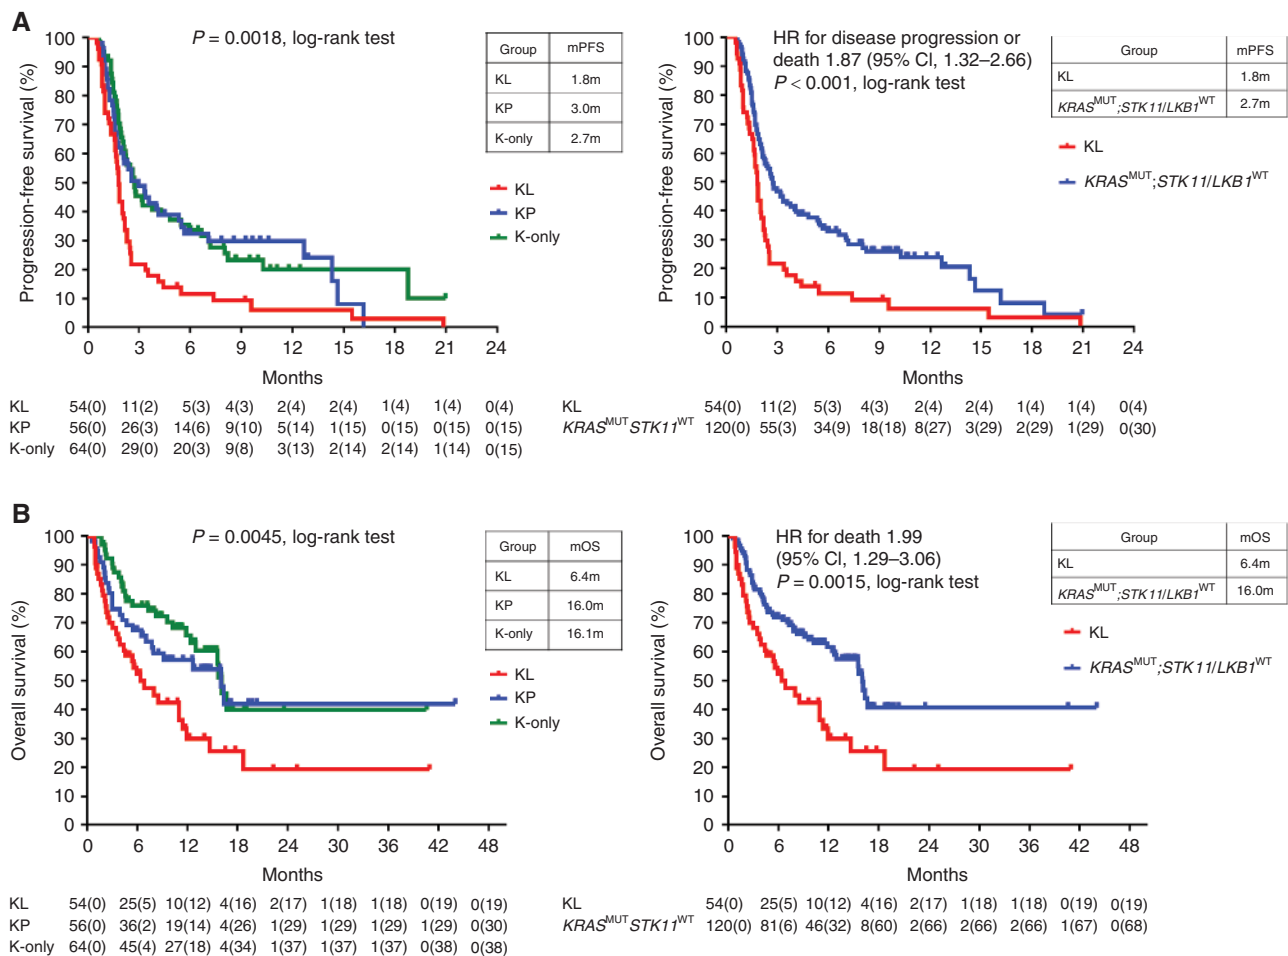 A
P = 0.0018, log-rank test
Group mPFS
KL 1.8m
KP 3.0m
K-only 2.7m
KL
KP
K-only
Progression-free survival (%)
100
90
80
70
60
50
40
30
20
10
0
0 3 6 9 12 15 18 21 24
Months
KL 54(0) 11(2) 5(3) 4(3) 2(4) 2(4) 1(4) 1(4) 0(4)
KP 56(0) 26(3) 14(6) 9(10) 5(14) 1(15) 0(15) 0(15) 0(15)
K-only 64(0) 29(0) 20(3) 9(8) 3(13) 2(14) 2(14) 1(14) 0(15)
HR for disease progression or
death 1.87 (95% CI, 1.32–2.66)
P < 0.001, log-rank test
Group mPFS
KL 1.8m
KRASMUT;STK11/LKB1WT 2.7m
KL
KRASMUT;STK11/LKB1WT
Progression-free survival (%)
100
90
80
70
60
50
40
30
20
10
0
0 3 6 9 12 15 18 21 24
Months
KL 54(0) 11(2) 5(3) 4(3) 2(4) 2(4) 1(4) 1(4) 0(4)
KRASMUT STK11WT 120(0) 55(3) 34(9) 18(18) 8(27) 3(29) 2(29) 1(29) 0(30)
B
P = 0.0045, log-rank test
Group mOS
KL 6.4m
KP 16.0m
K-only 16.1m
KL
KP
K-only
Overall survival (%)
100
90
80
70
60
50
40
30
20
10
0
0 6 12 18 24 30 36 42 48
Months
KL 54(0) 25(5) 10(12) 4(16) 2(17) 1(18) 1(18) 0(19) 0(19)
KP 56(0) 36(2) 19(14) 4(26) 1(29) 1(29) 1(29) 1(29) 0(30)
K-only 64(0) 45(4) 27(18) 4(34) 1(37) 1(37) 1(37) 0(38) 0(38)
HR for death 1.99
(95% CI, 1.29–3.06)
P = 0.0015, log-rank test
Group mOS
KL 6.4m
KRASMUT;STK11/LKB1WT 16.0m
KL
KRASMUT;STK11/LKB1WT
Overall survival (%)
100
90
80
70
60
50
40
30
20
10
0
0 6 12 18 24 30 36 42 48
Months
KL 54(0) 25(5) 10(12) 4(16) 2(17) 1(18) 1(18) 0(19) 0(19)
KRASMUT STK11WT 120(0) 81(6) 46(32) 8(60) 2(66) 2(66) 2(66) 1(67) 0(68)